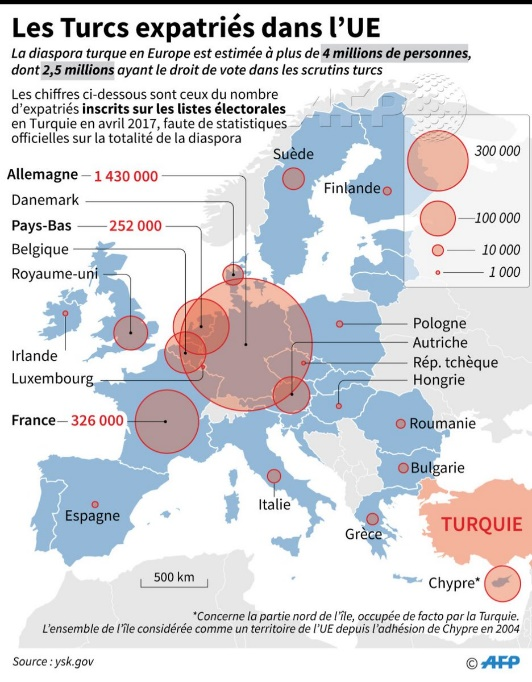 Les Turcs expatriés dans l'UE
La diaspora turque en Europe est estimée à plus de 4 millions de personnes,
dont 2,5 millions ayant le droit de vote dans les scrutins turcs
Les chiffres ci-dessous sont ceux du nombre
d'expatriés inscrits sur les listes électorales
en Turquie en avril 2017, faute de statistiques
officielles sur la totalité de la diaspora
AFP
300 000
100 000
10 000
1 000
Suède
Finlande
Allemagne 1 430 000
Danemark
Pays-Bas 252 000
Belgique
Royaume-uni
Irlande
Luxembourg
France 326 000
Pologne
Autriche
Rép. tchèque
Hongrie
Roumanie
Bulgarie
Italie
Espagne
Grèce
TURQUIE
Chypre*
500 km
*Concerne la partie nord de l'île, occupée de facto par la Turquie.
L'ensemble de l'île considérée comme un territoire de l'UE depuis l'adhésion de Chypre en 2004
Source : ysk.gov
© AFP